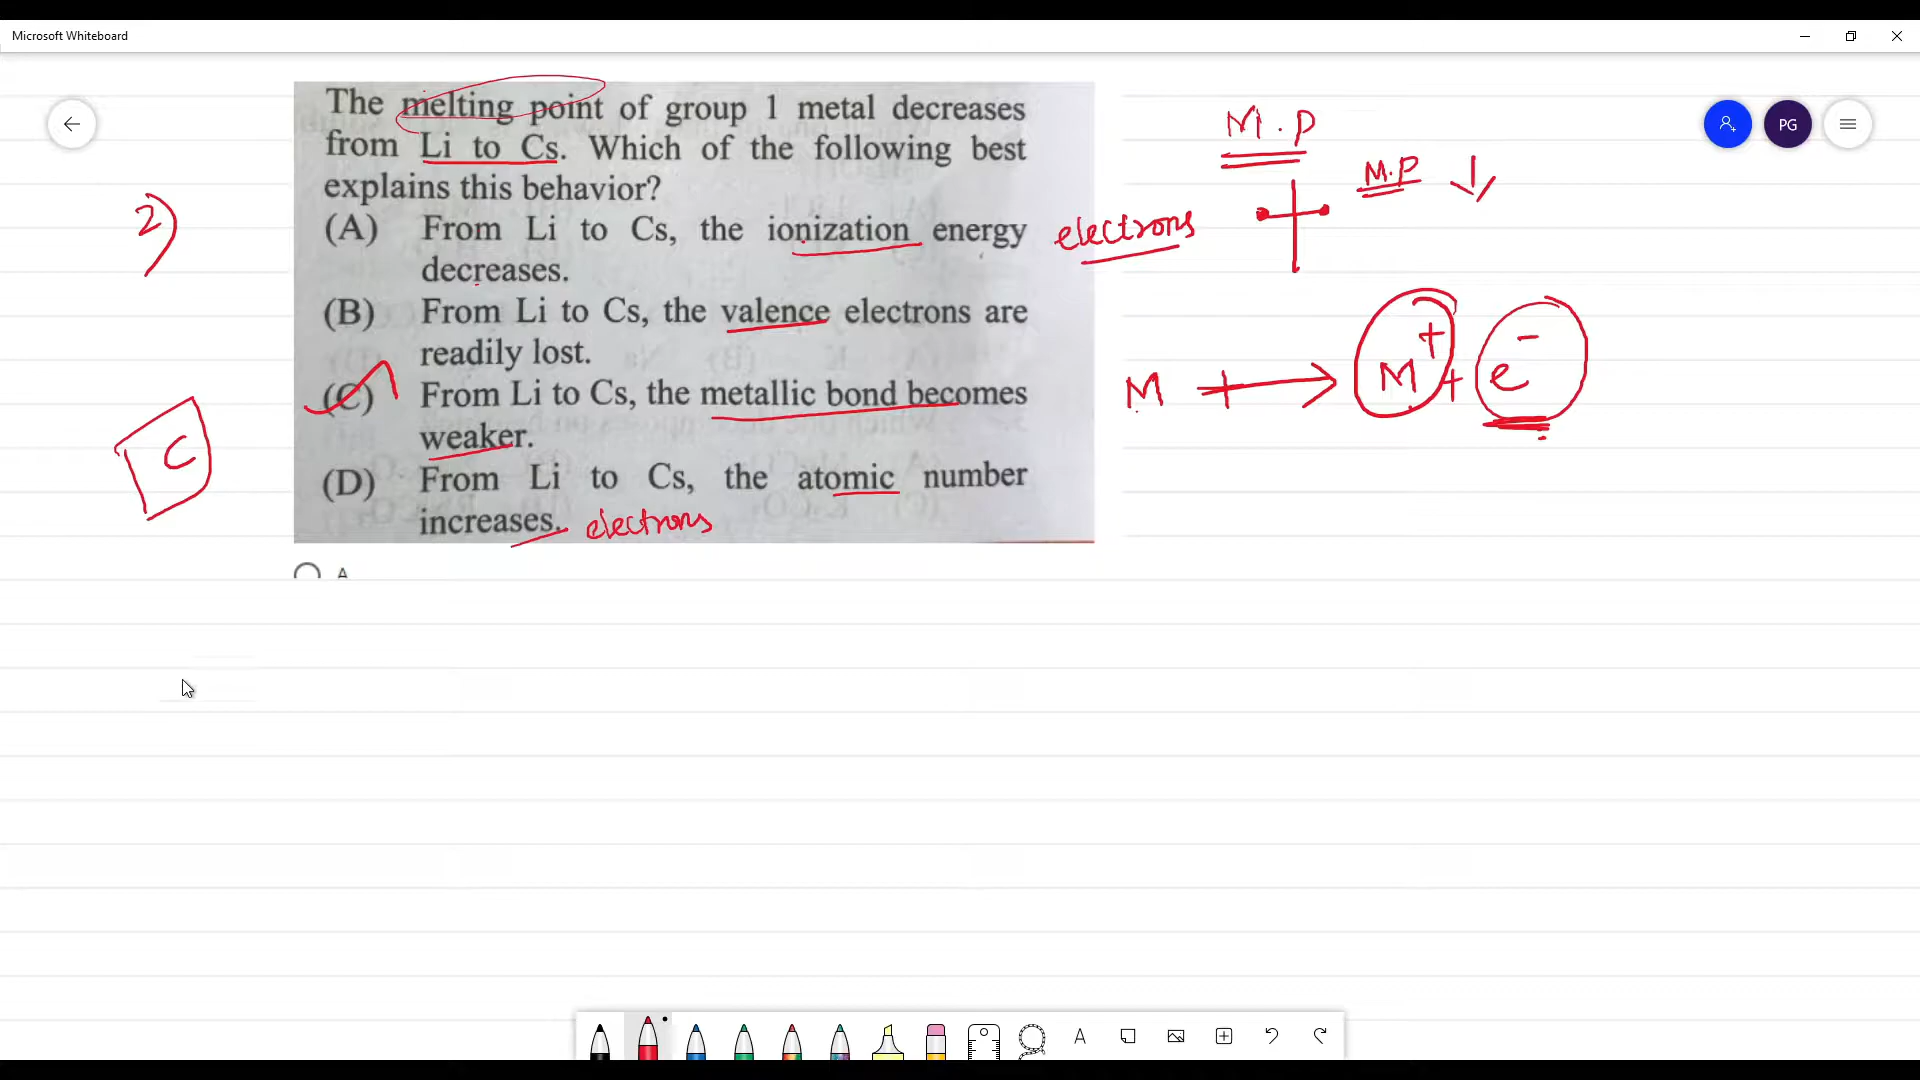 Microsoft Whiteboard
The melting point of group 1 metal decreases
from Li to Cs. Which of the following best
explains this behavior?
(A) From Li to Cs, the ionization energy
decreases.
(B) From Li to Cs, the valence electrons are
readily lost.
(C) From Li to Cs, the metallic bond becomes
weaker.
(D) From Li to Cs, the atomic number
increases. electrons
A
2)
C
M.P
M.P ↓
electrons
M → M+ + e-
PG
A